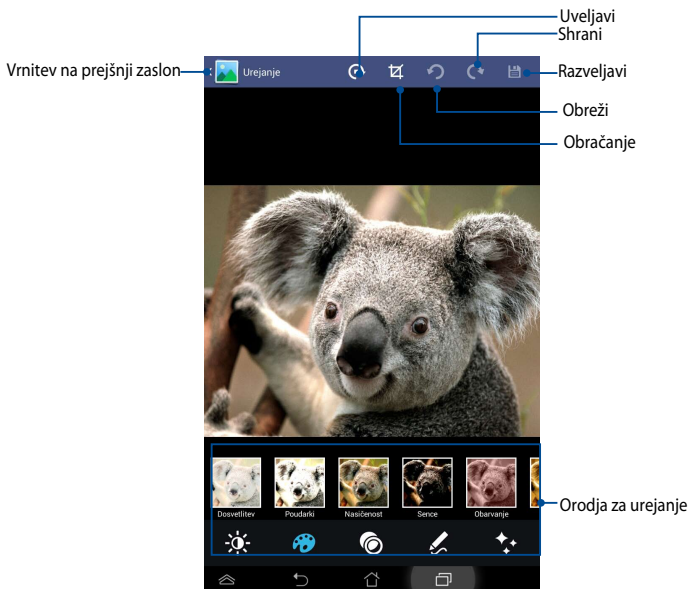 Uveljavi
Shrani
Vrnitev na prejšnji zaslon
Urejanje
Razveljavi
Obreži
Obračanje
Dosvetlitev
Poudarki
Nasičenost
Sence
Obarvanje
Orodja za urejanje